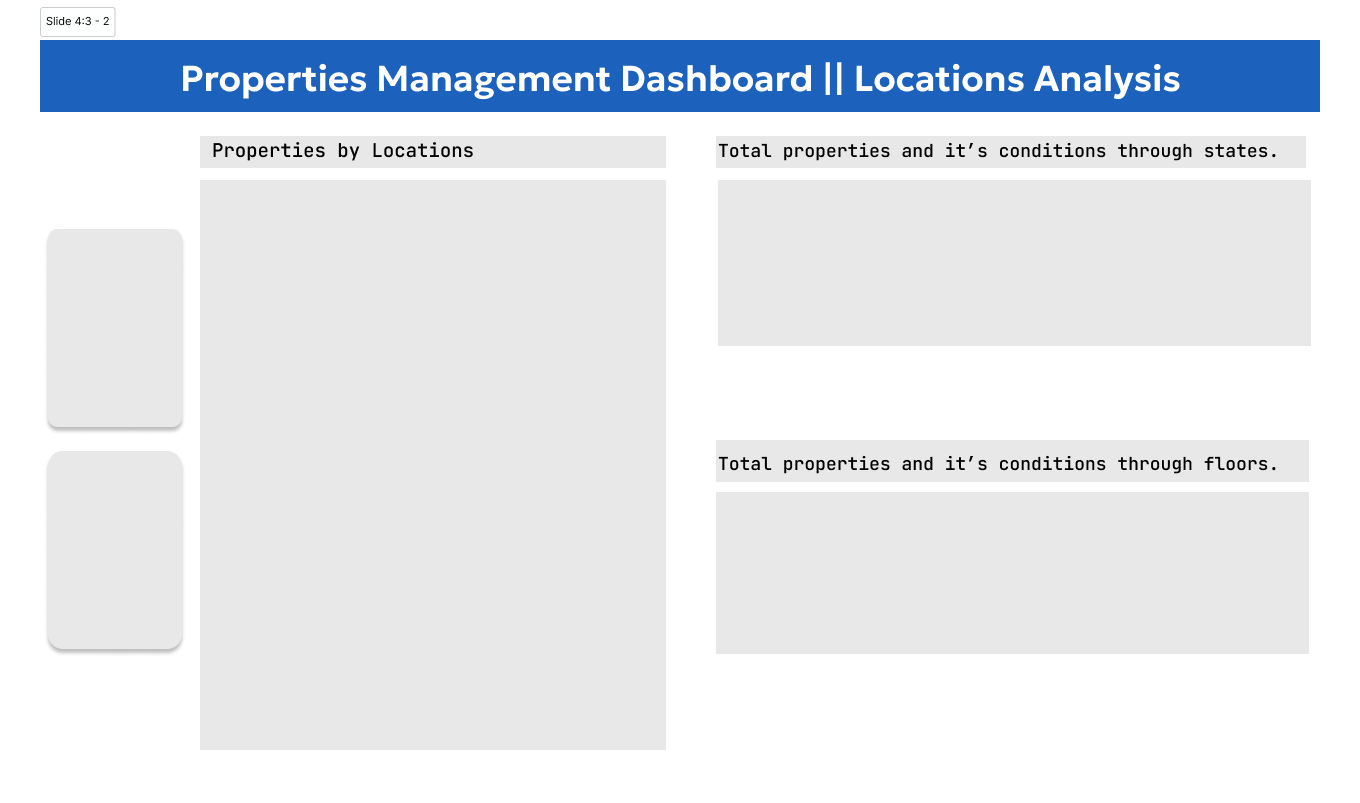 Slide 4:3 - 2
Properties Management Dashboard || Locations Analysis
Properties by Locations
Total properties and it’s conditions through states.
Total properties and it’s conditions through floors.